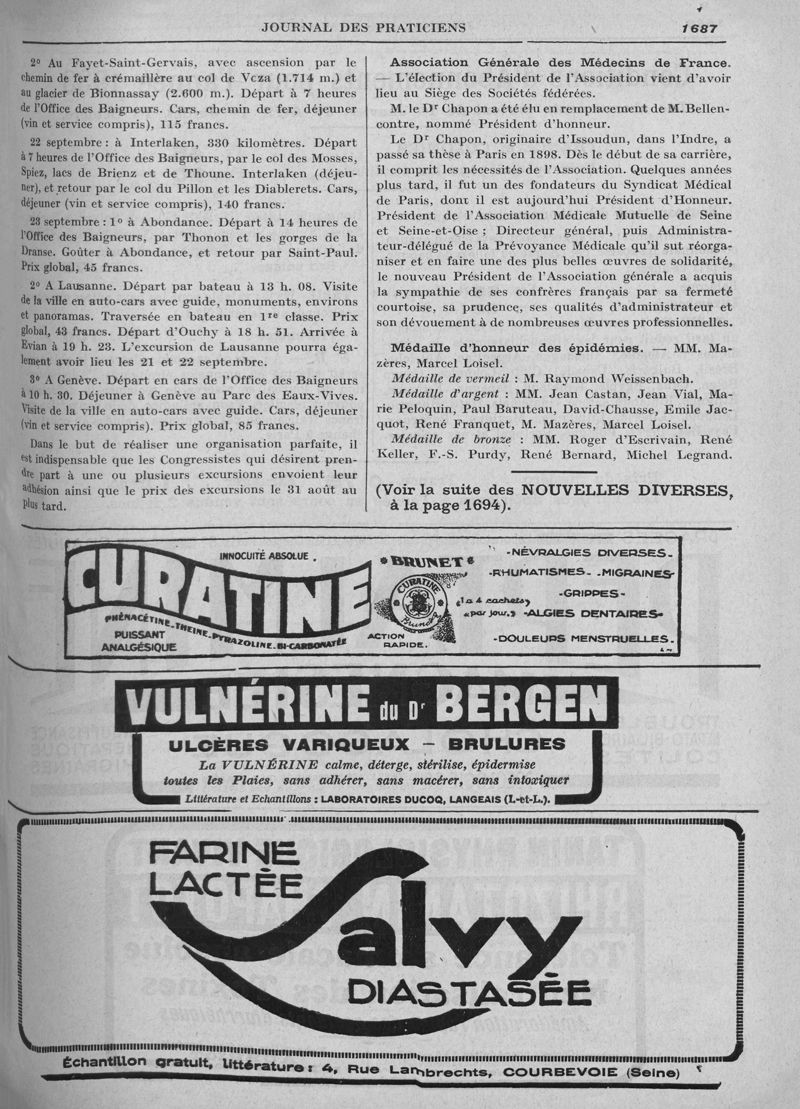 JOURNAL DES PRATICIENS
1687
2º Au Fayet-Saint-Gervais, avec ascension par le
chemin de fer à crémaillère au col de Voza (1.714 m.) et
au glacier de Bionnassay (2.600 m.). Départ à 7 heures
de l'Office des Baigneurs. Cars, chemin de fer, déjeuner
(vin et service compris), 115 francs.
22 septembre : à Interlaken, 330 kilomètres. Départ
à 7 heures de l'Office des Baigneurs, par le col des Mosses,
Spiez, lacs de Brienz et de Thoune. Interlaken (déjeu-
ner), et retour par le col du Pillon et les Diablerets. Cars,
déjeuner (vin et service compris), 140 francs.
23 septembre : 1º à Abondance. Départ à 14 heures de
l'Office des Baigneurs, par Thonon et les gorges de la
Dranse. Goûter à Abondance, et retour par Saint-Paul.
Prix global, 45 francs.
2º A Lausanne. Départ par bateau à 13 h. 08. Visite
de la ville en auto-cars avec guide, monuments, environs
et panoramas. Traversée en bateau en 1re classe. Prix
global, 43 francs. Départ d'Ouchy à 18 h. 51. Arrivée à
Evian à 19 h. 23. L'excursion de Lausanne pourra éga-
lement avoir lieu les 21 et 22 septembre.
3º A Genève. Départ en cars de l'Office des Baigneurs
à 10 h. 30. Déjeuner à Genève au Parc des Eaux-Vives.
Visite de la ville en auto-cars avec guide. Cars, déjeuner
(vin et service compris). Prix global, 85 francs.
Dans le but de réaliser une organisation parfaite, il
est indispensable que les Congressistes qui désirent pren-
dre part à une ou plusieurs excursions envoient leur
adhésion ainsi que le prix des excursions le 31 août au
plus tard.
Association Générale des Médecins de France.
— L'élection du Président de l'Association vient d'avoir
lieu au Siège des Sociétés fédérées.
M. le Dr Chapon a été élu en remplacement de M. Bellen-
contre, nommé Président d'honneur.
Le Dr Chapon, originaire d'Issoudun, dans l'Indre, a
passé sa thèse à Paris en 1898. Dès le début de sa carrière,
il comprit les nécessités de l'Association. Quelques années
plus tard, il fut un des fondateurs du Syndicat Médical
de Paris, dont il est aujourd'hui Président d'Honneur.
Président de l'Association Médicale Mutuelle de Seine
et Seine-et-Oise ; Directeur général, puis Administra-
teur-délégué de la Prévoyance Médicale qu'il sut réorga-
niser et en faire une des plus belles œuvres de solidarité,
le nouveau Président de l'Association générale a acquis
la sympathie de ses confrères français par sa fermeté
courtoise, sa prudence, ses qualités d'administrateur et
son dévouement à de nombreuses œuvres professionnelles.
Médaille d'honneur des épidémies. — MM. Ma-
zères, Marcel Loisel.
Médaille de vermeil : M. Raymond Weissenbach.
Médaille d'argent : MM. Jean Castan, Jean Vial, Ma-
rie Peloquin, Paul Baruteau, David-Chausse, Emile Jac-
quot, René Franquet, M. Mazères, Marcel Loisel.
Médaille de bronze : MM. Roger d'Escrivain, René
Keller, F.-S. Purdy, René Bernard, Michel Legrand.
(Voir la suite des NOUVELLES DIVERSES,
à la page 1694).
INNOCUITÉ ABSOLUE .
CURATINE
PHÉNACÉTINE-THEINE-PYRAZOLINE-BI-CARBONATÉE
PUISSANT
ANALGÉSIQUE
*BRUNET*
CURATINE
Brunet
ACTION
RAPIDE.
«1 à 4 cachets»
«par jour.»
-NÉVRALGIES DIVERSES-
-RHUMATISMES- -MIGRAINES-
-GRIPPES-
-ALGIES DENTAIRES-
-DOULEURS MENSTRUELLES.
VULNÉRINE du Dr BERGEN
ULCÈRES VARIQUEUX — BRULURES
La VULNÉRINE calme, déterge, stérilise, épidermise
toutes les Plaies, sans adhérer, sans macérer, sans intoxiquer
Littérature et Echantillons : LABORATOIRES DUCOQ, LANGEAIS (I.-et-L.).
FARINE
LACTÉE
Salvy
DIASTASÉE
Échantillon gratuit, littérature : 4, Rue Lambrechts, COURBEVOIE (Seine)